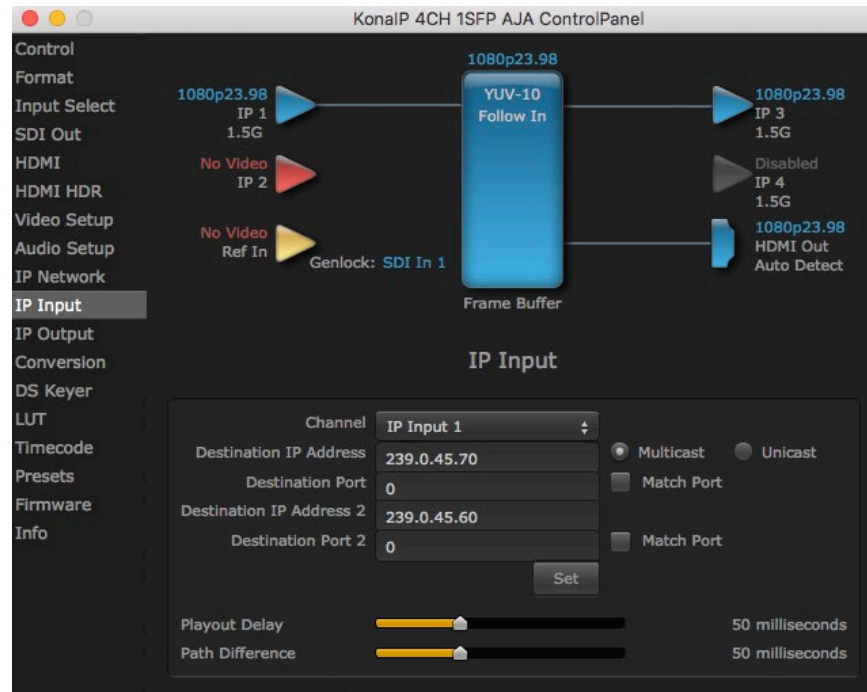 KonaIP 4CH 1SFP AJA ControlPanel
Control
Format
Input Select
SDI Out
HDMI
HDMI HDR
Video Setup
Audio Setup
IP Network
IP Input
IP Output
Conversion
DS Keyer
LUT
Timecode
Presets
Firmware
Info
1080p23.98
IP 1
1.5G
No Video
IP 2
No Video
Ref In
Genlock: SDI In 1
1080p23.98
YUV-10
Follow In
Frame Buffer
1080p23.98
IP 3
1.5G
Disabled
IP 4
1.5G
1080p23.98
HDMI Out
Auto Detect
IP Input
Channel IP Input 1
Destination IP Address 239.0.45.70 Multicast Unicast
Destination Port 0 Match Port
Destination IP Address 2 239.0.45.60
Destination Port 2 0 Match Port
Set
Playout Delay 50 milliseconds
Path Difference 50 milliseconds